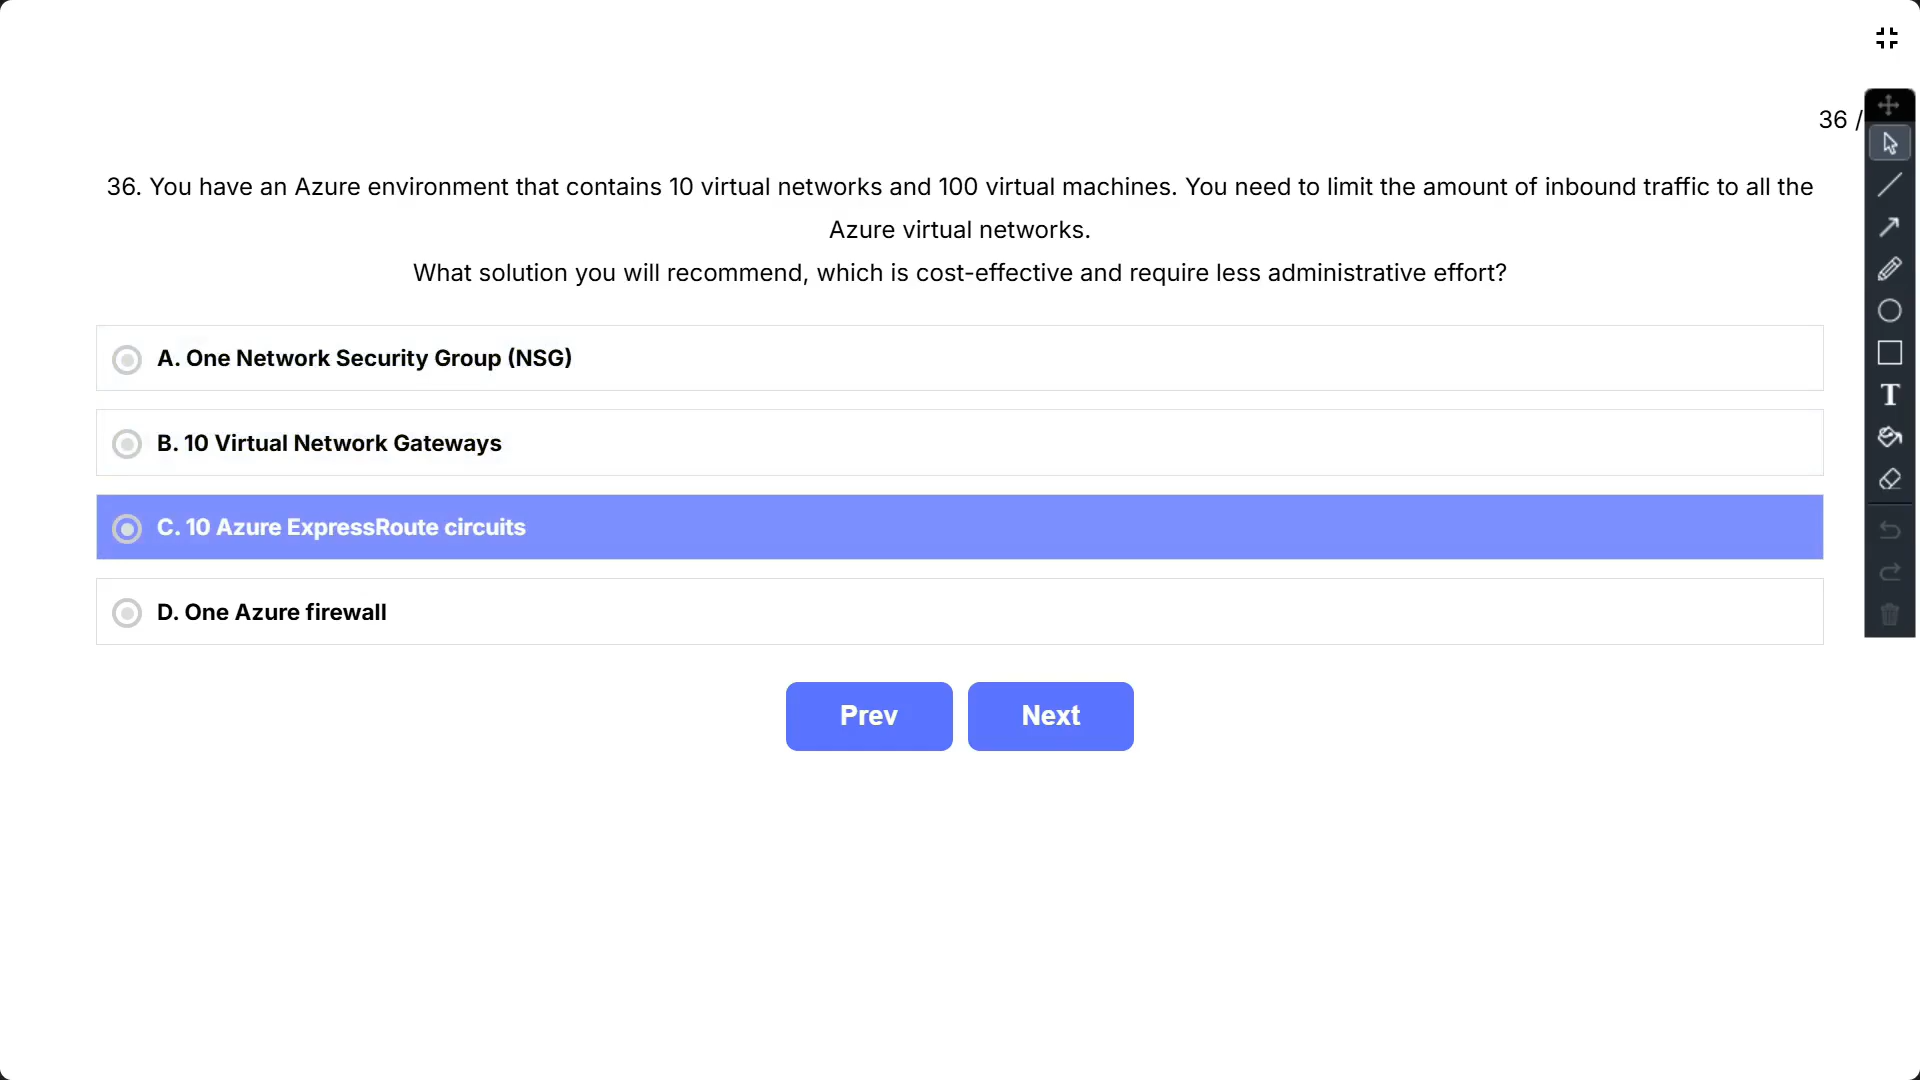 36 /
36. You have an Azure environment that contains 10 virtual networks and 100 virtual machines. You need to limit the amount of inbound traffic to all the
Azure virtual networks.
What solution you will recommend, which is cost-effective and require less administrative effort?
A. One Network Security Group (NSG)
B. 10 Virtual Network Gateways
C. 10 Azure ExpressRoute circuits
D. One Azure firewall
Prev Next
T